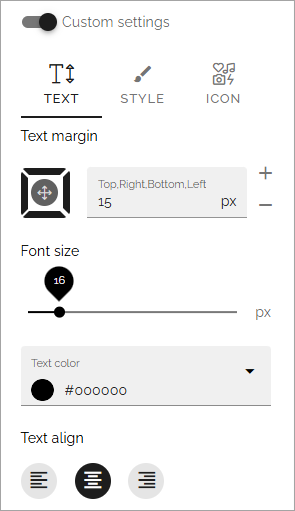 Custom settings
TEXT STYLE ICON
Text margin
Top,Right,Bottom,Left
15 px
Font size
16
px
Text color
#000000
Text align